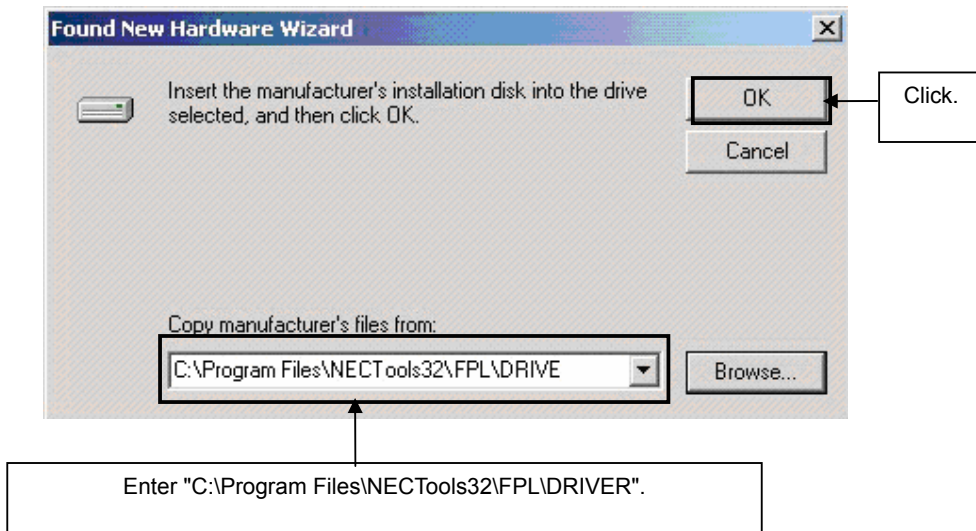 Found New Hardware Wizard
Insert the manufacturer's installation disk into the drive
selected, and then click OK.
OK
Click.
Cancel
Copy manufacturer's files from:
C:\Program Files\NECTools32\FPL\DRIVE
Browse...
Enter "C:\Program Files\NECTools32\FPL\DRIVER".